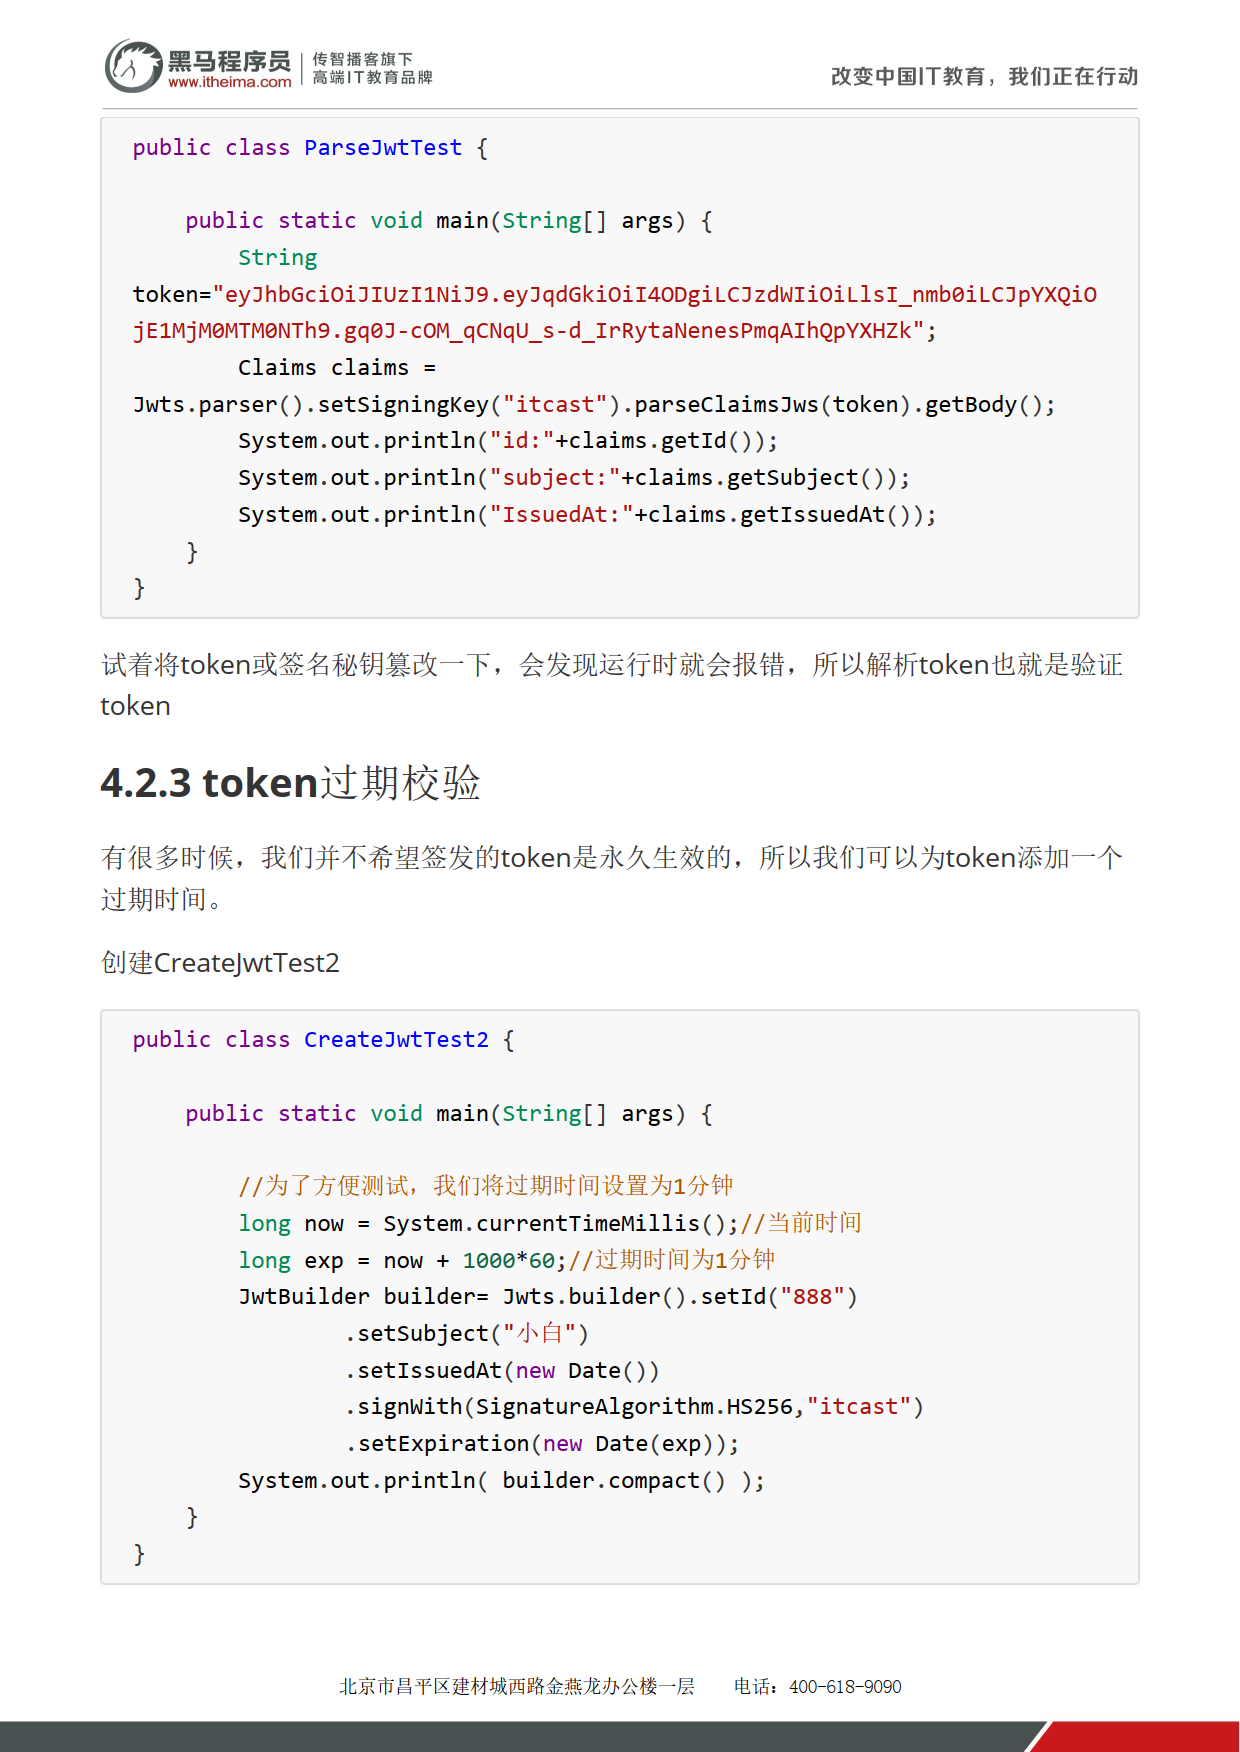 黑马程序员
www.itheima.com
传智播客旗下
高端IT教育品牌
改变中国IT教育，我们正在行动
public class ParseJwtTest {
public static void main(String[] args) {
String
token="eyJhbGciOiJIUzI1NiJ9.eyJqdGkiOiI4ODgiLCJzdWIiOiLlsI_nmb0iLCJpYXQiO
jE1MjM0MTM0NTh9.gq0J-cOM_qCNqU_s-d_IrRytaNenesPmqAIhQpYXHZk";
Claims claims =
Jwts.parser().setSigningKey("itcast").parseClaimsJws(token).getBody();
System.out.println("id:"+claims.getId());
System.out.println("subject:"+claims.getSubject());
System.out.println("IssuedAt:"+claims.getIssuedAt());
}
}
试着将token或签名秘钥篡改一下，会发现运行时就会报错，所以解析token也就是验证
token
4.2.3 token过期校验
有很多时候，我们并不希望签发的token是永久生效的，所以我们可以为token添加一个
过期时间。
创建CreateJwtTest2
public class CreateJwtTest2 {
public static void main(String[] args) {
//为了方便测试，我们将过期时间设置为1分钟
long now = System.currentTimeMillis();//当前时间
long exp = now + 1000*60;//过期时间为1分钟
JwtBuilder builder= Jwts.builder().setId("888")
.setSubject("小白")
.setIssuedAt(new Date())
.signWith(SignatureAlgorithm.HS256,"itcast")
.setExpiration(new Date(exp));
System.out.println( builder.compact() );
}
}
北京市昌平区建材城西路金燕龙办公楼一层 电话：400-618-9090